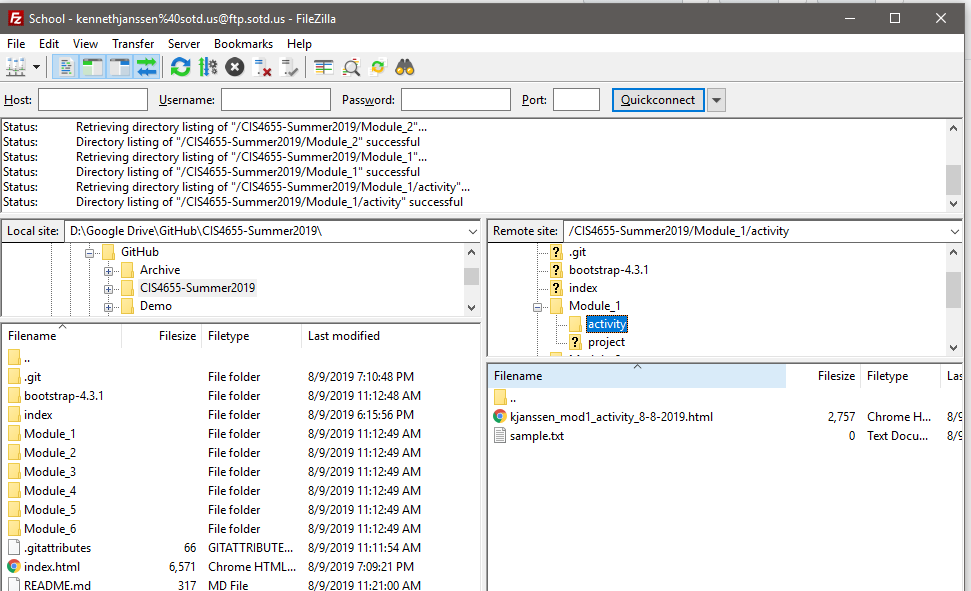 School - kennethjanssen%40sotd.us@ftp.sotd.us - FileZilla
File Edit View Transfer Server Bookmarks Help
Host: Username: Password: Port: Quickconnect
Status: Retrieving directory listing of "/CIS4655-Summer2019/Module_2"...
Status: Directory listing of "/CIS4655-Summer2019/Module_2" successful
Status: Retrieving directory listing of "/CIS4655-Summer2019/Module_1"...
Status: Directory listing of "/CIS4655-Summer2019/Module_1" successful
Status: Retrieving directory listing of "/CIS4655-Summer2019/Module_1/activity"...
Status: Directory listing of "/CIS4655-Summer2019/Module_1/activity" successful
Local site: D:\Google Drive\GitHub\CIS4655-Summer2019\
GitHub
Archive
CIS4655-Summer2019
Demo
Filename Filesize Filetype Last modified
..
.git File folder 8/9/2019 7:10:48 PM
bootstrap-4.3.1 File folder 8/9/2019 11:12:48 AM
index File folder 8/9/2019 6:15:56 PM
Module_1 File folder 8/9/2019 11:12:49 AM
Module_2 File folder 8/9/2019 11:12:49 AM
Module_3 File folder 8/9/2019 11:12:49 AM
Module_4 File folder 8/9/2019 11:12:49 AM
Module_5 File folder 8/9/2019 11:12:49 AM
Module_6 File folder 8/9/2019 11:12:49 AM
.gitattributes 66 GITATTRIBUTE... 8/9/2019 11:11:54 AM
index.html 6,571 Chrome HTML... 8/9/2019 7:09:21 PM
README.md 317 MD File 8/9/2019 11:21:00 AM
Remote site: /CIS4655-Summer2019/Module_1/activity
.git
bootstrap-4.3.1
index
Module_1
activity
project
Filename Filesize Filetype Las
..
kjanssen_mod1_activity_8-8-2019.html 2,757 Chrome H... 8/9
sample.txt 0 Text Docu... 8/9